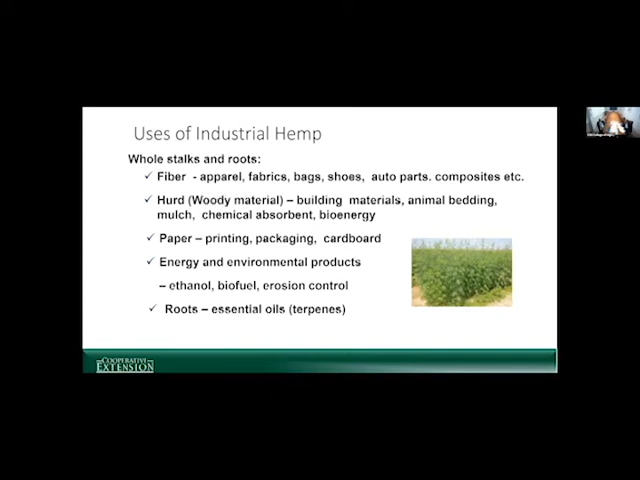 Uses of Industrial Hemp
Whole stalks and roots:
✓ Fiber - apparel, fabrics, bags, shoes, auto parts. composites etc.
✓ Hurd (Woody material) – building materials, animal bedding,
mulch, chemical absorbent, bioenergy
✓ Paper – printing, packaging, cardboard
✓ Energy and environmental products
– ethanol, biofuel, erosion control
✓ Roots – essential oils (terpenes)
COOPERATIVE
EXTENSION